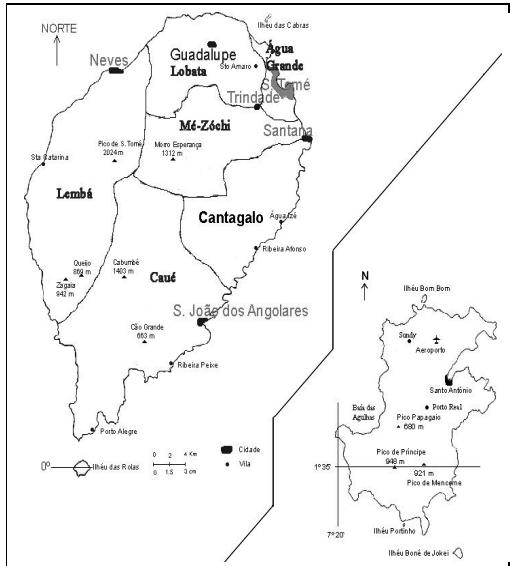 NORTE
Ilhéu das Cabras
Guadalupe
Lobata
Água
Grande
Sto Amaro
Neves
S. Tomé
Trindade
Mé-Zóchi
Santana
Pico de S. Tomé
2024 m
Morro Esperança
1312 m
Sta Catarina
Lembá
Cantagalo
Água Izé
Ribeira Afonso
Queijo
869 m
Zagaia
942 m
Cabumbé
1403 m
Caué
S. João dos Angolares
Cão Grande
663 m
Ribeira Peixe
Porto Alegre
0º
Ilhéu das Rolas
0 2 4 Km
0 1.5 3 cm
Cidade
Vila
N
Ilhéu Bom Bom
Sundy
Aeroporto
Santo António
Baía das
Agulhas
Porto Real
Pico Papagaio
680 m
Pico de Príncipe
948 m
1°35'
921 m
Pico de Mencorne
7°20'
Ilhéu Portinho
Ilhéu Boné de Jokei